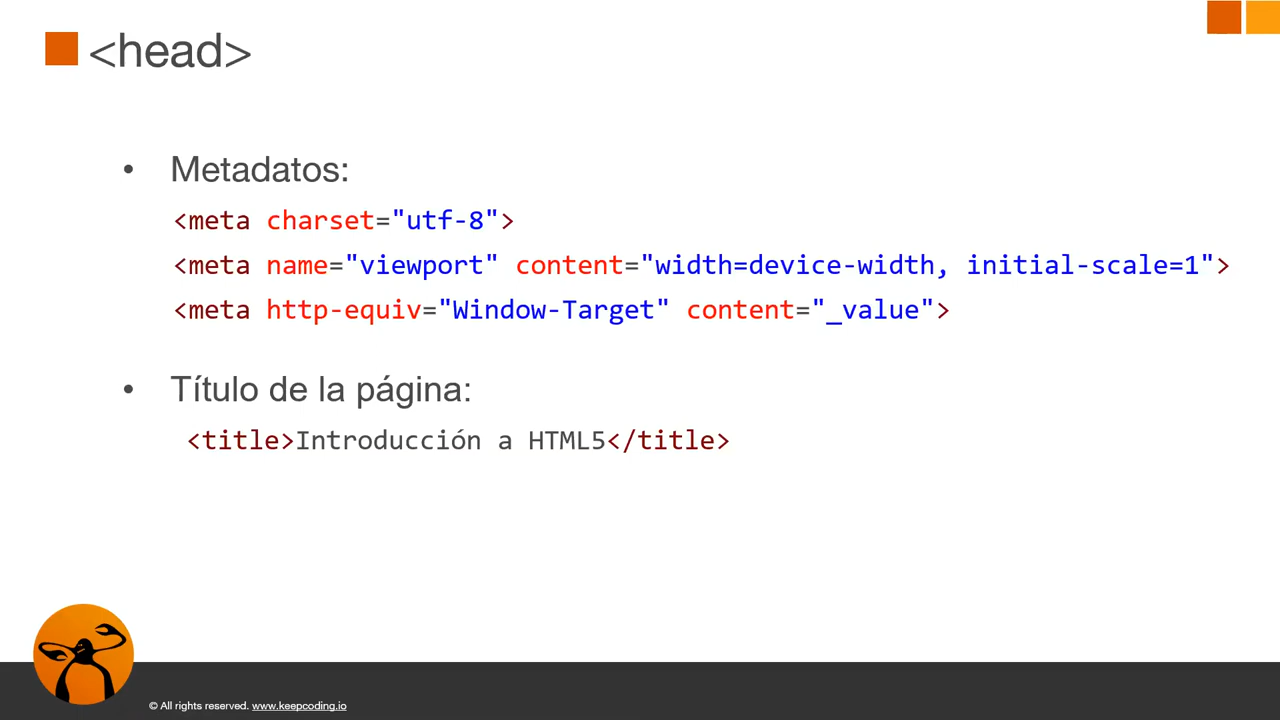 <head>
• Metadatos:
<meta charset="utf-8">
<meta name="viewport" content="width=device-width, initial-scale=1">
<meta http-equiv="Window-Target" content="_value">
• Título de la página:
<title>Introducción a HTML5</title>
© All rights reserved. www.keepcoding.io